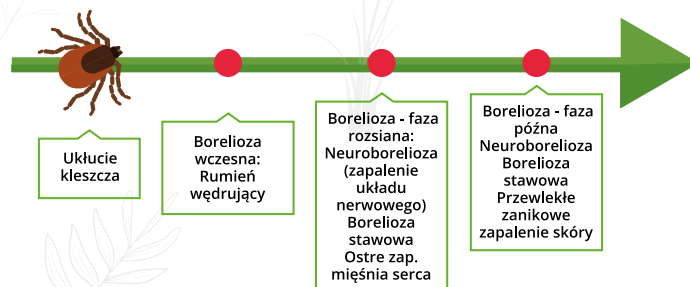 Ukłucie
kleszcza
Borelioza
wczesna:
Rumień
wędrujący
Borelioza - faza
rozsiana:
Neuroborelioza
(zapalenie
układu
nerwowego)
Borelioza
stawowa
Ostre zap.
mięśnia serca
Borelioza - faza
późna
Neuroborelioza
Borelioza
stawowa
Przewlekłe
zanikowe
zapalenie skóry